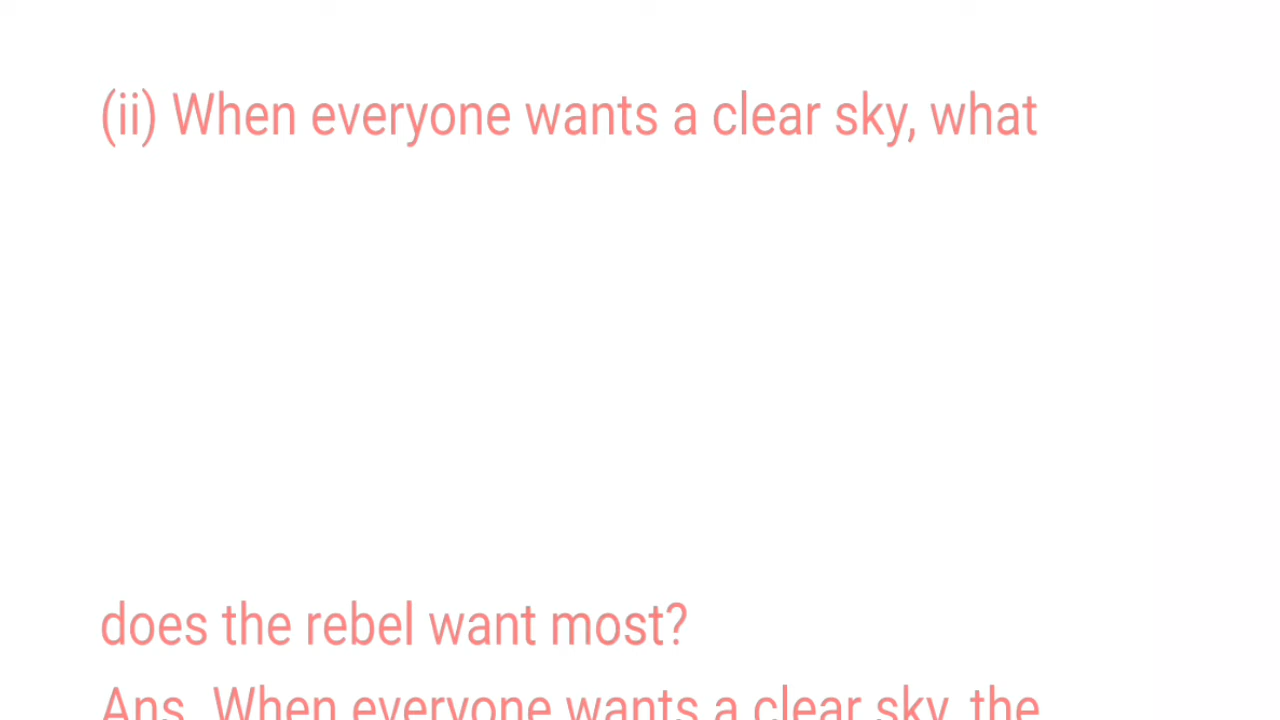 (ii) When everyone wants a clear sky, what
does the rebel want most?
Ans. When everyone wants a clear sky, the